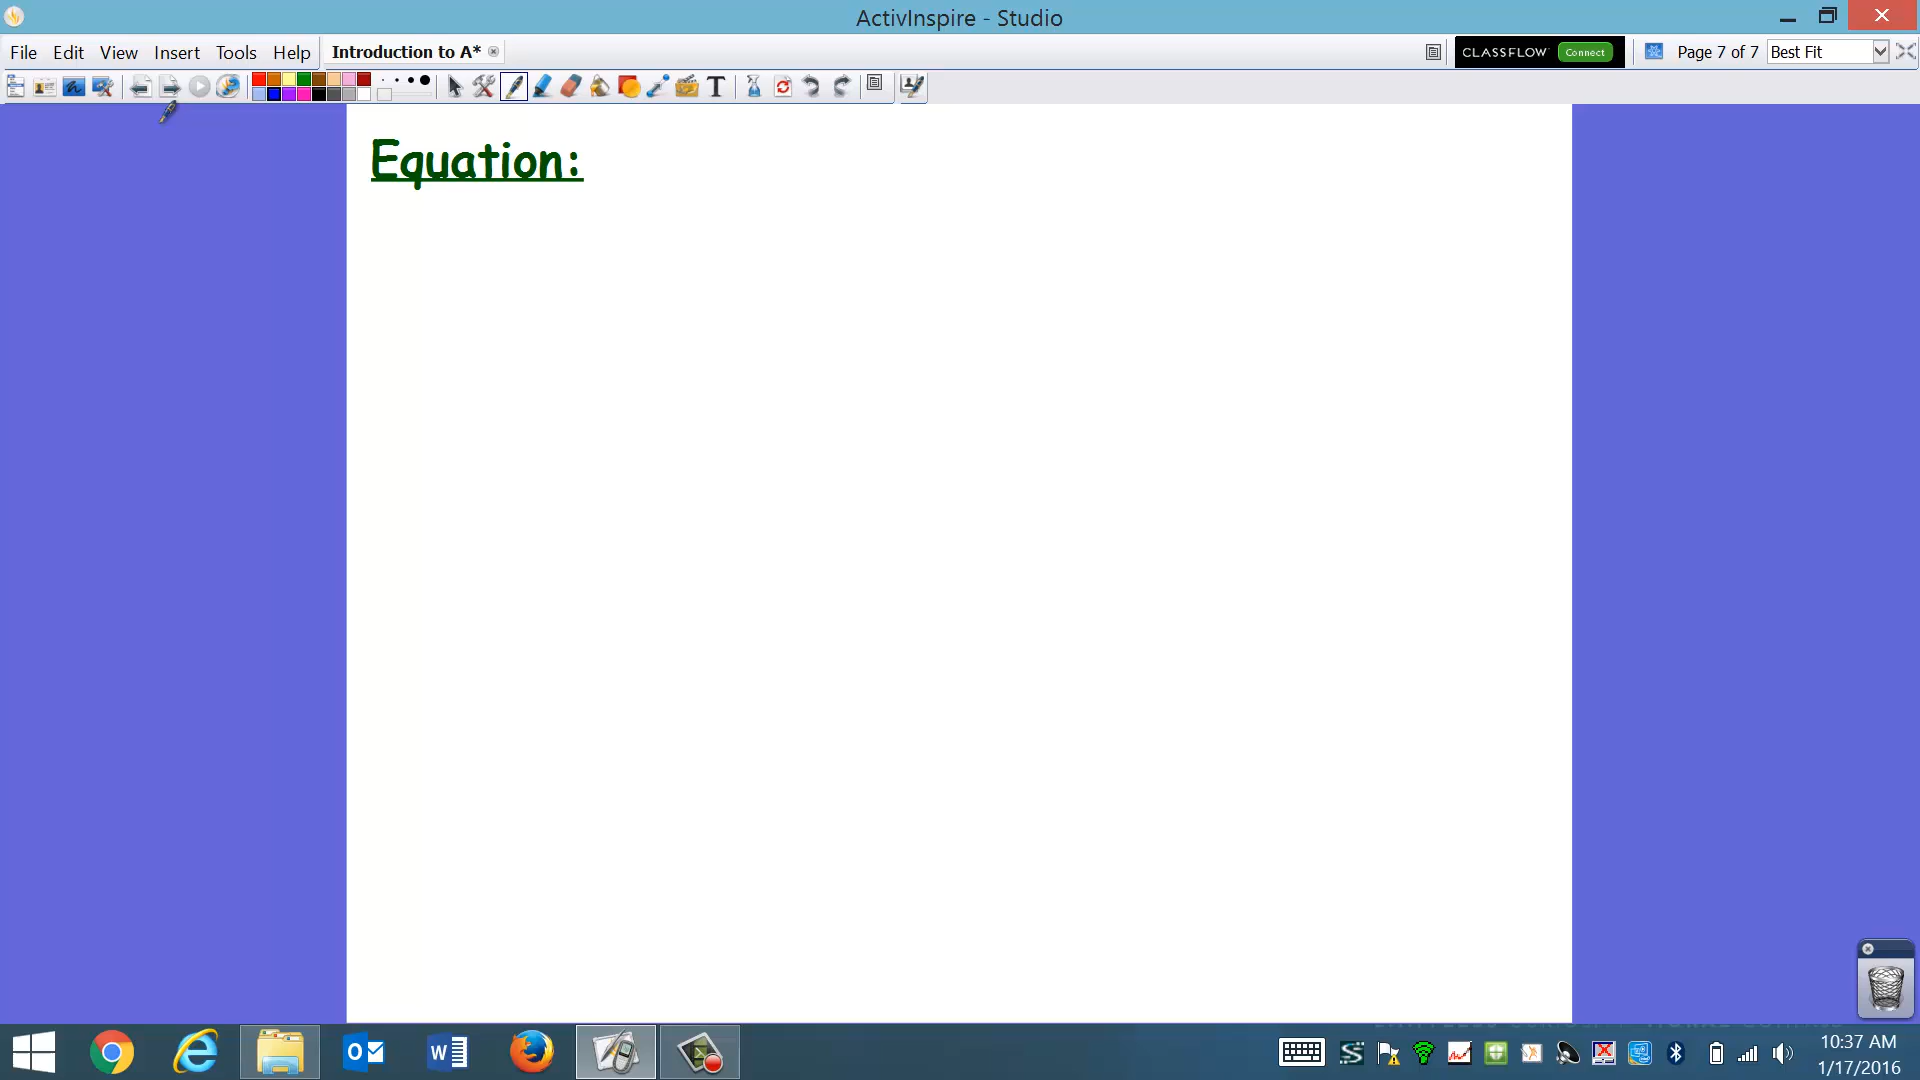 ActivInspire - Studio
File Edit View Insert Tools Help Introduction to A* CLASSFLOW Connect Page 7 of 7 Best Fit
T
Equation:
10:37 AM
1/17/2016